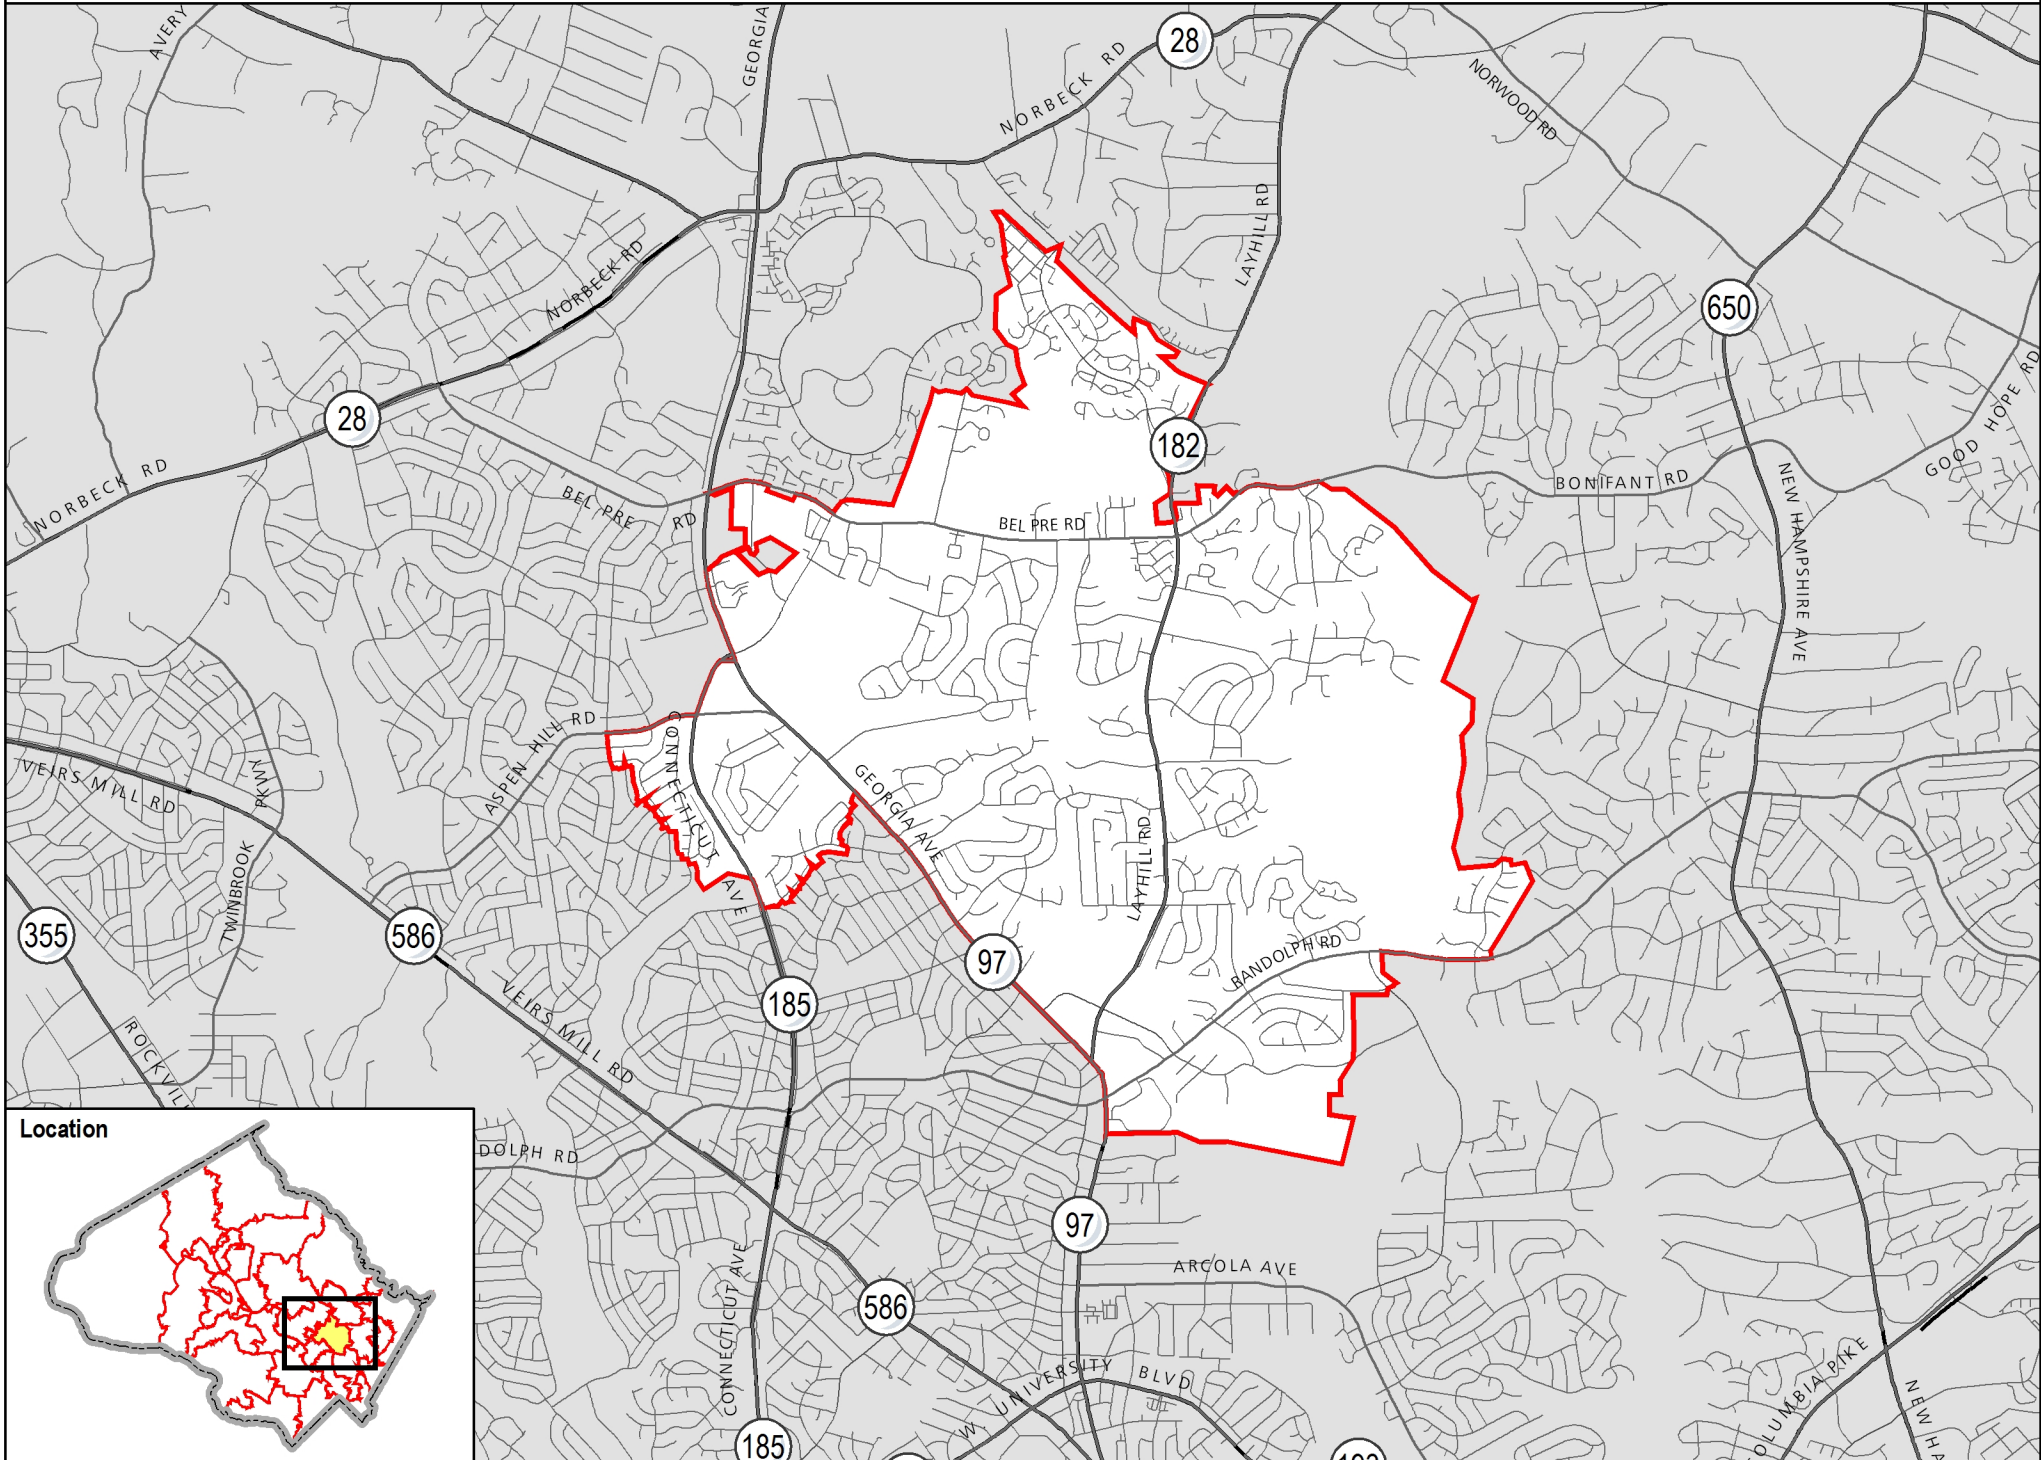 AVERY
GEORGIA
28
NORBECK RD
NORWOOD RD
LAYHILL RD
NORBECK RD
650
28
GOOD HOPE RD
182
NORBECK RD
BEL PRE RD
BONIFANT RD
BEL PRE RD
NEW HAMPSHIRE AVE
ASPEN HILL RD
CONNECTICUT AVE
VEIRS MILL RD
TWINBROOK PKWY
GEORGIA AVE
LAYHILL RD
355
586
97
RANDOLPH RD
185
VEIRS MILL RD
ROCKVIL
Location
DOLPH RD
97
ARCOLA AVE
CONNECTICUT AVE
586
W. UNIVERSITY BLVD
OLUMBIA PIKE
NEW HA
185